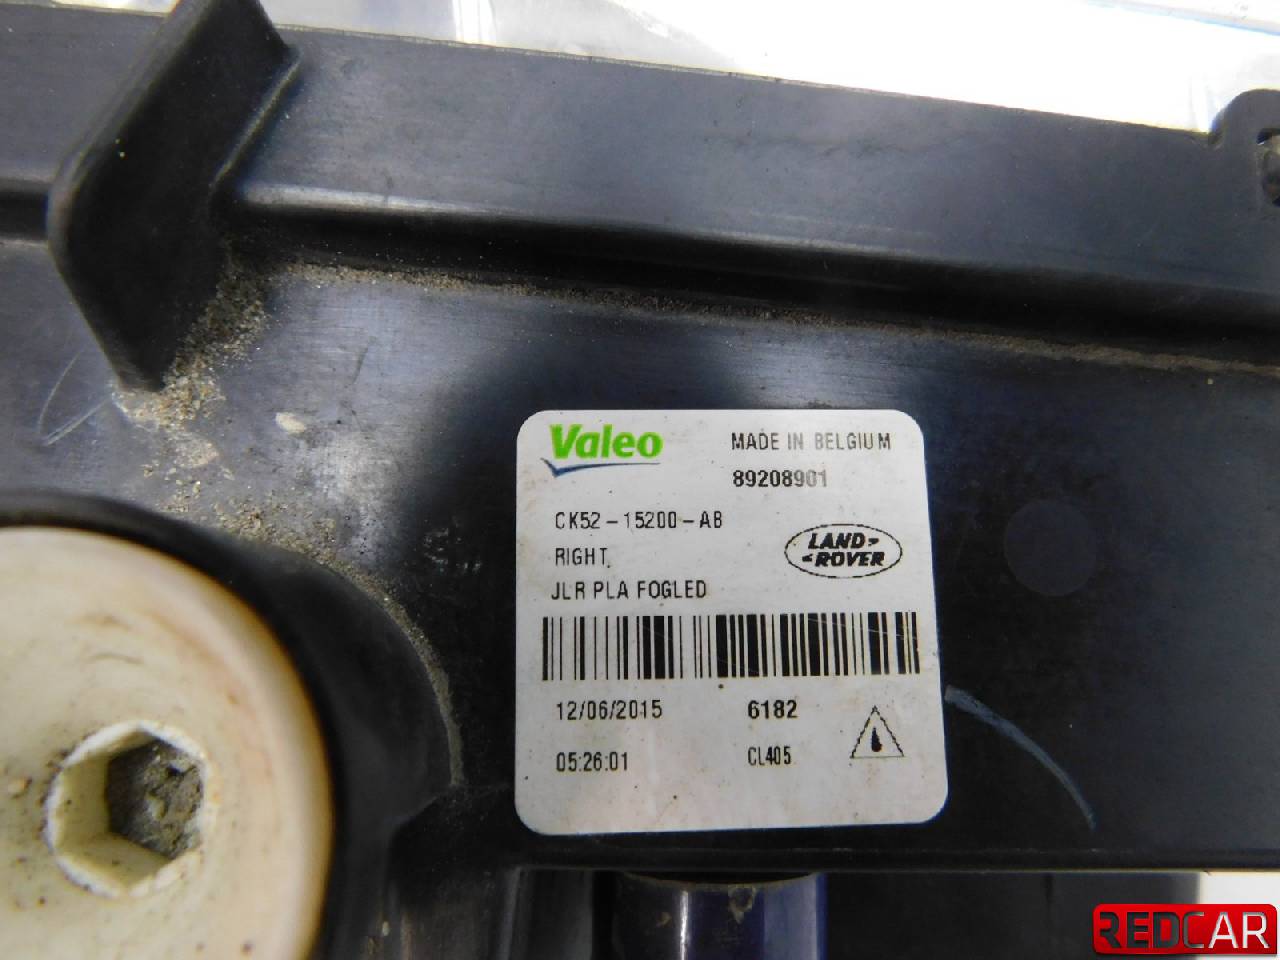 Valeo
MADE IN BELGIUM
89208901
CK52-15200-AB
RIGHT
LAND-
-ROVER
JLR PLA FOGLED
12/06/2015
6182
05:26:01
CL405
REDCAR